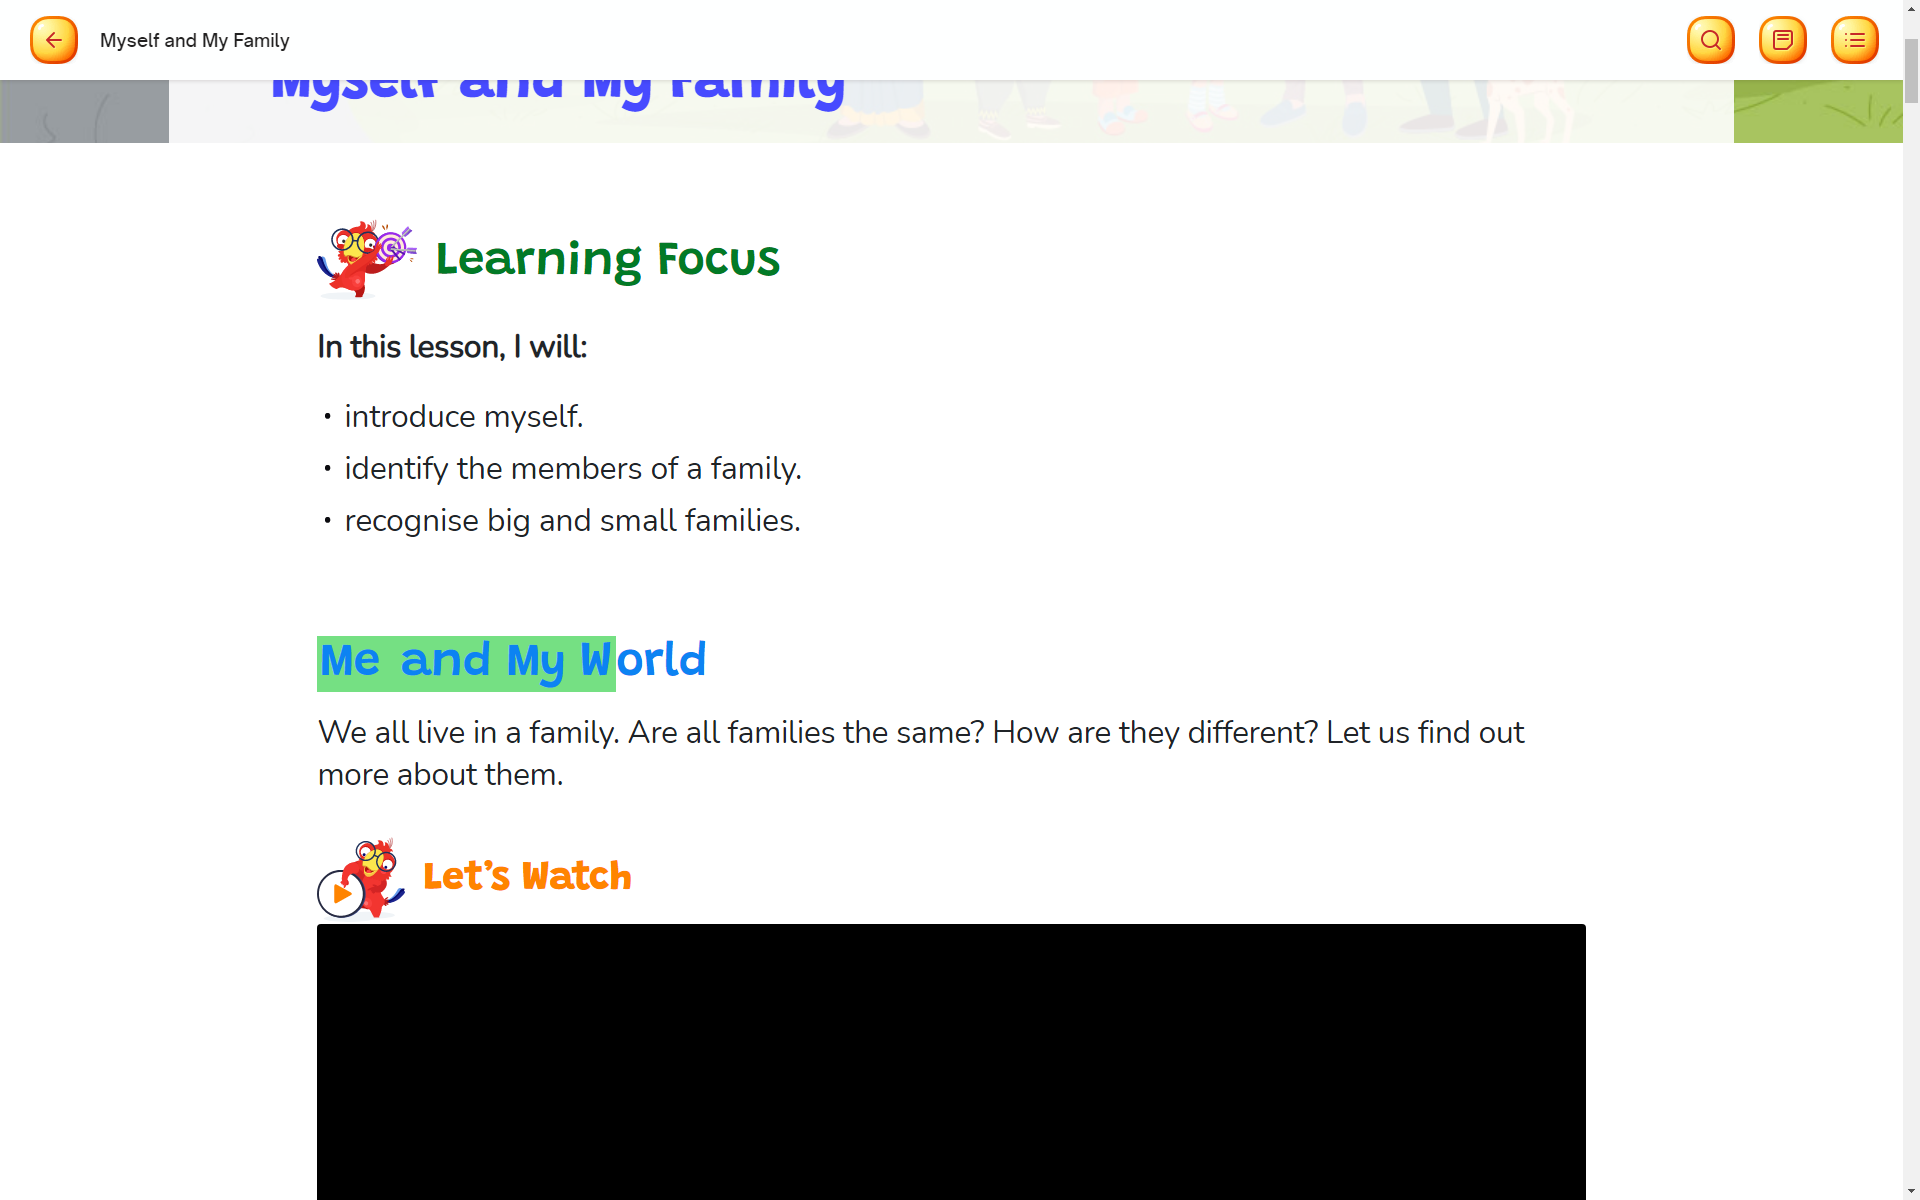 Myself and My Family
Myself and My Family
Learning Focus
In this lesson, I will:
• introduce myself.
• identify the members of a family.
• recognise big and small families.
Me and My World
We all live in a family. Are all families the same? How are they different? Let us find out
more about them.
Let's Watch